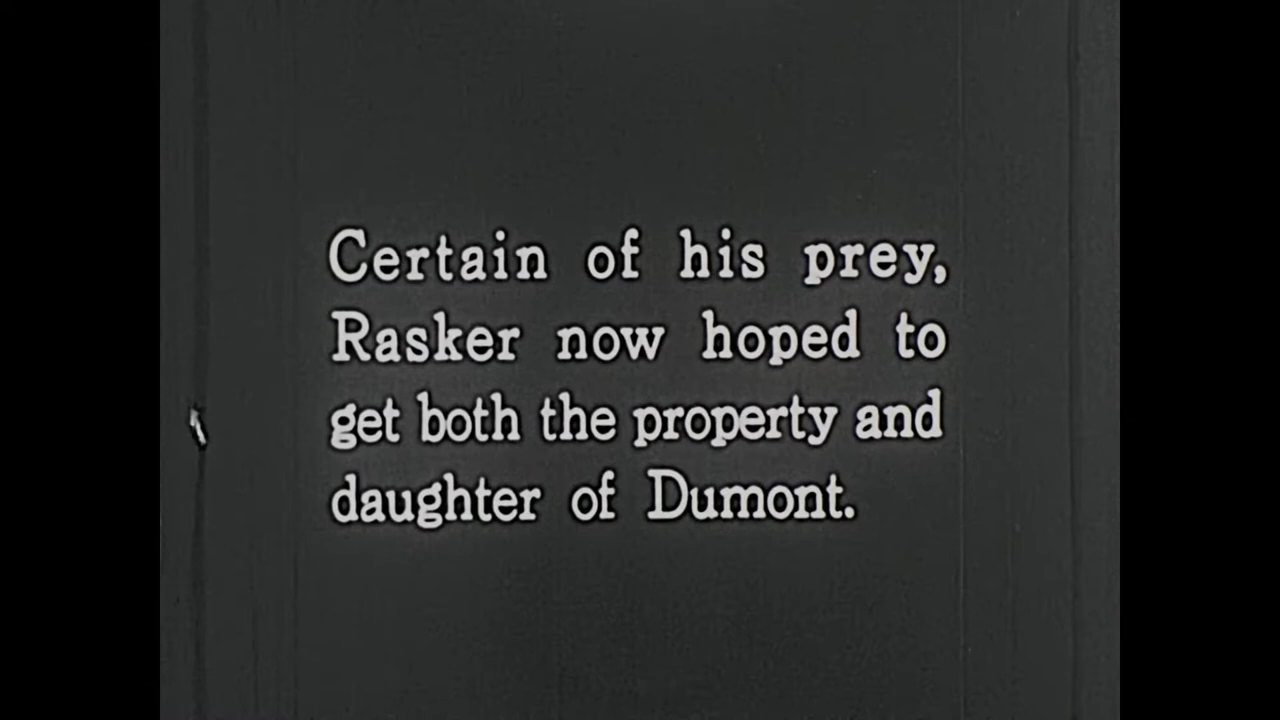 Certain of his prey,
Rasker now hoped to
get both the property and
daughter of Dumont.